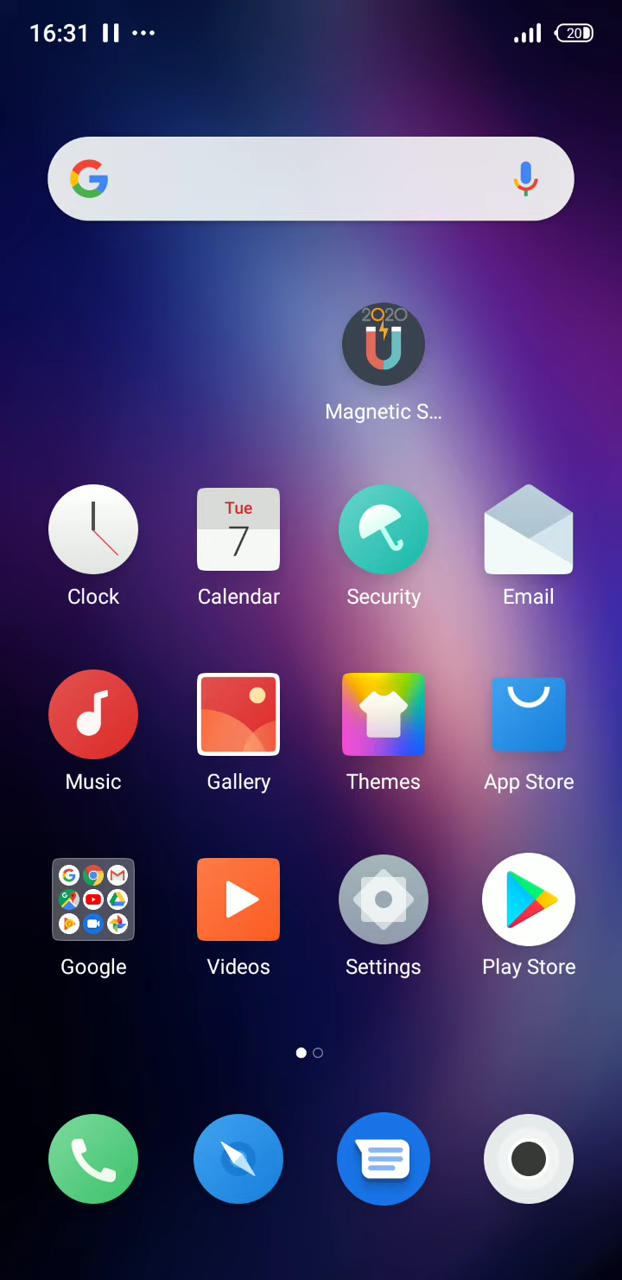 16:31
20
2020
Magnetic S...
Clock
Tue
7
Calendar
Security
Email
Music
Gallery
Themes
App Store
Google
Videos
Settings
Play Store